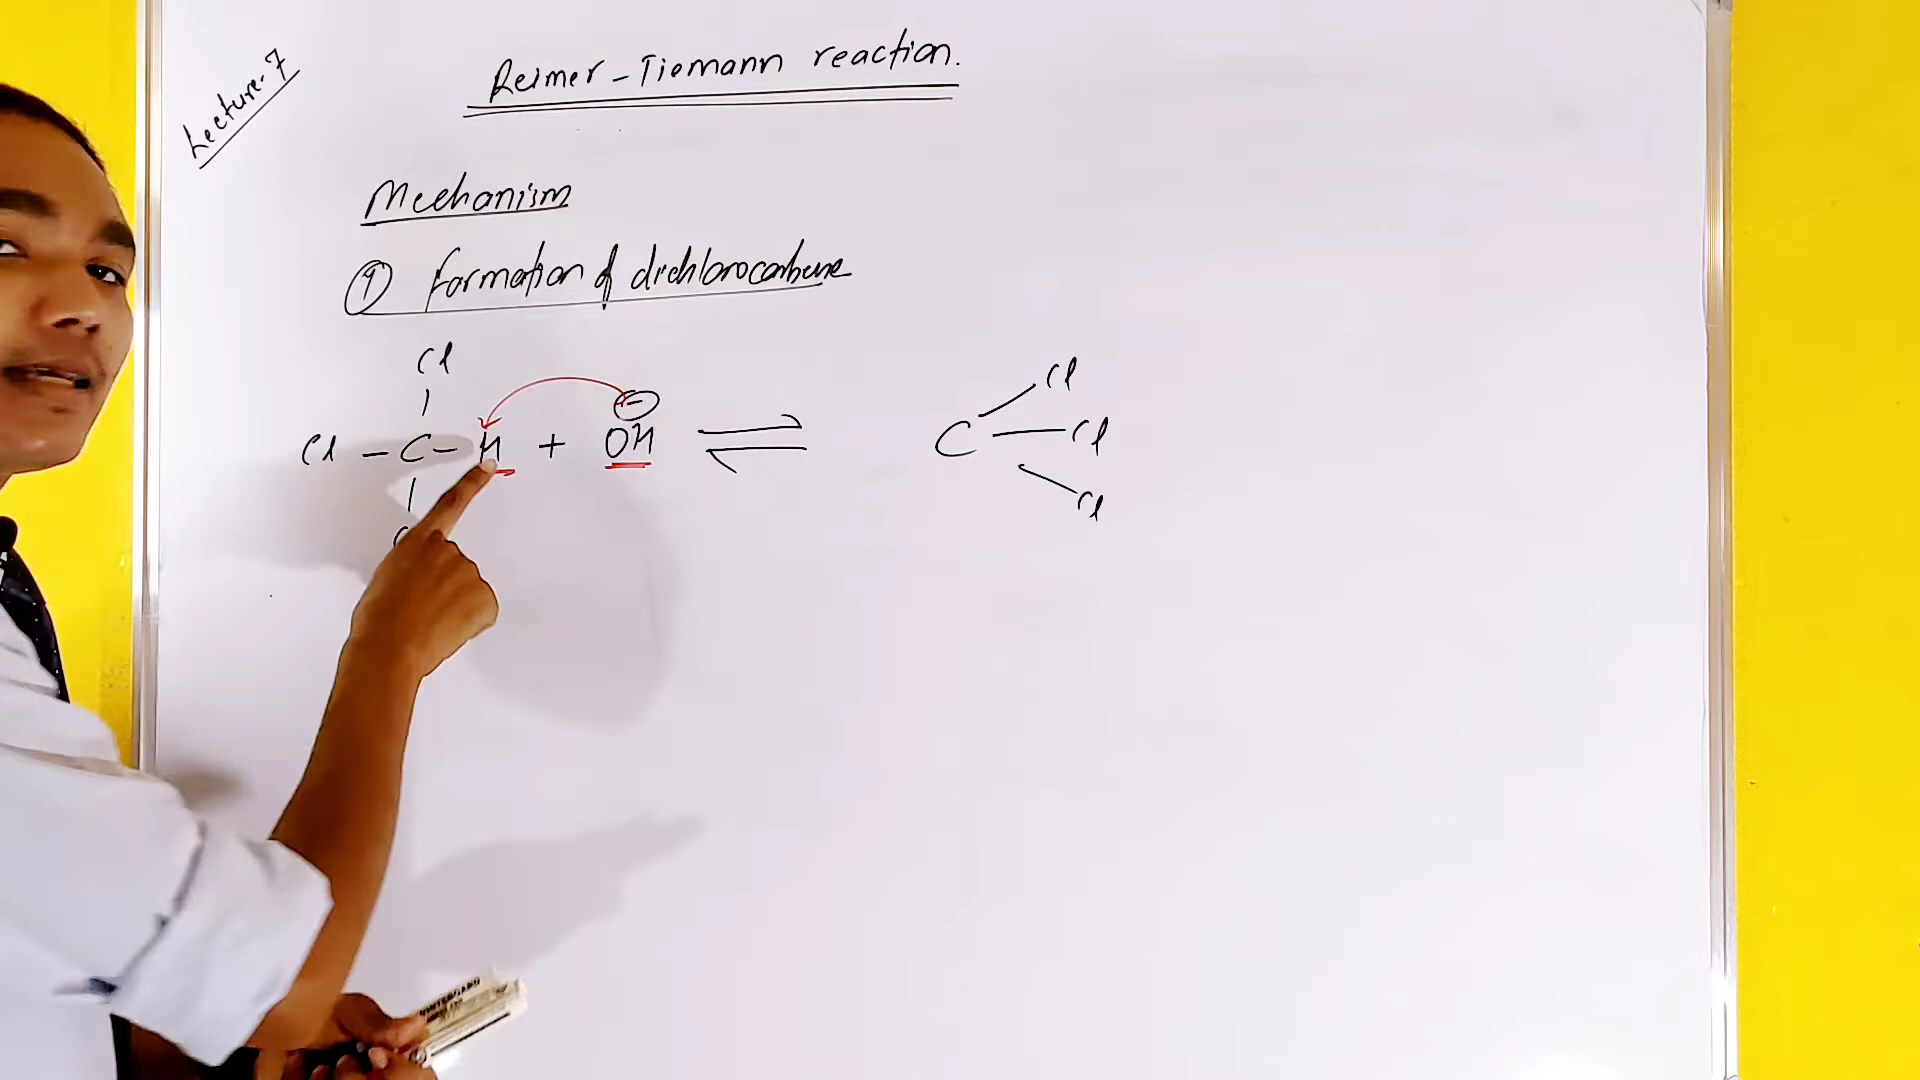 Lecture-7
Reimer-Tiemann reaction.
Mechanism
① Formation of dichlorocarbene
Cl
Cl - C - H + OH ⊖ ⇌ C Cl Cl Cl